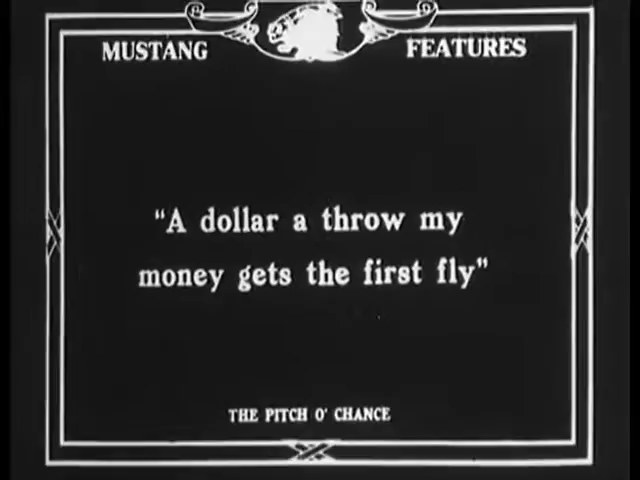 MUSTANG FEATURES
"A dollar a throw my
money gets the first fly"
THE PITCH O' CHANCE